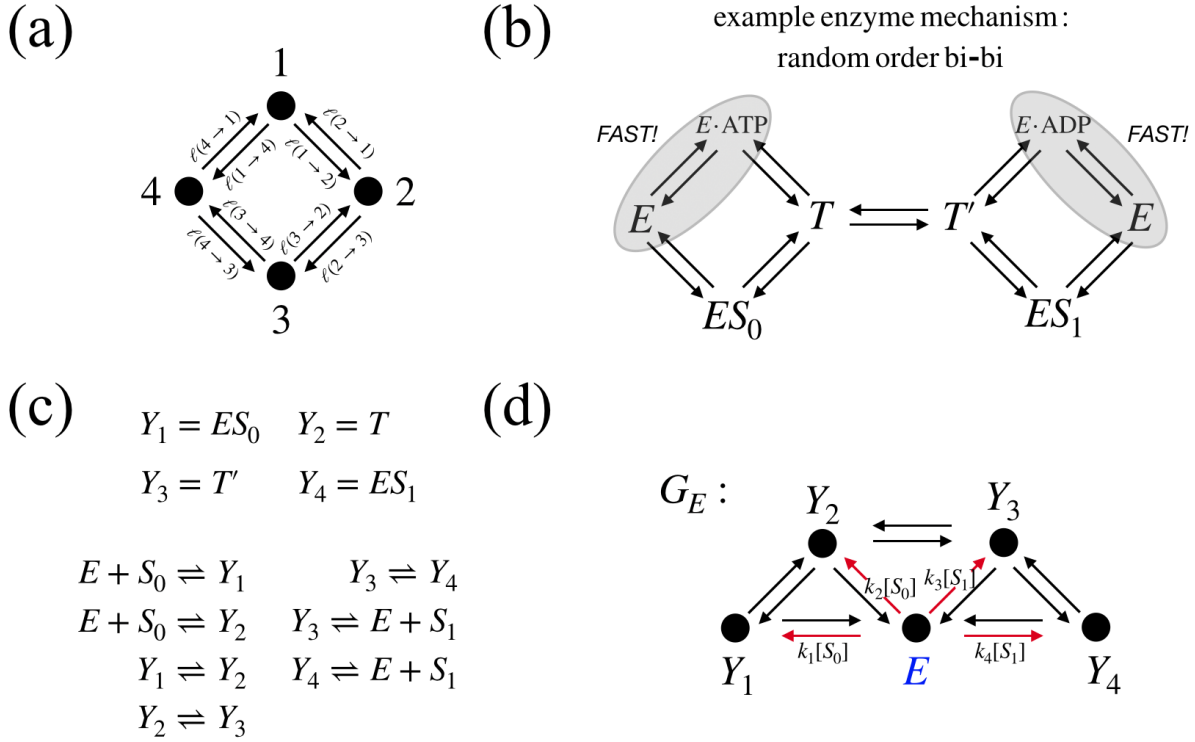 (a)
1
ℓ(4 → 1)
ℓ(1 → 4)
ℓ(1 → 2)
ℓ(2 → 1)
4
2
ℓ(4 → 3)
ℓ(3 → 4)
ℓ(3 → 2)
ℓ(2 → 3)
3
(b)
example enzyme mechanism :
random order bi-bi
FAST! E·ATP E·ADP FAST!
E T T′ E
ES₀ ES₁
(c)
Y₁ = ES₀ Y₂ = T
Y₃ = T′ Y₄ = ES₁
E + S₀ ⇌ Y₁ Y₃ ⇌ Y₄
E + S₀ ⇌ Y₂ Y₃ ⇌ E + S₁
Y₁ ⇌ Y₂ Y₄ ⇌ E + S₁
Y₂ ⇌ Y₃
(d)
G_E :
Y₂ Y₃
k₂[S₀] k₃[S₁]
k₁[S₀] k₄[S₁]
Y₁ E Y₄